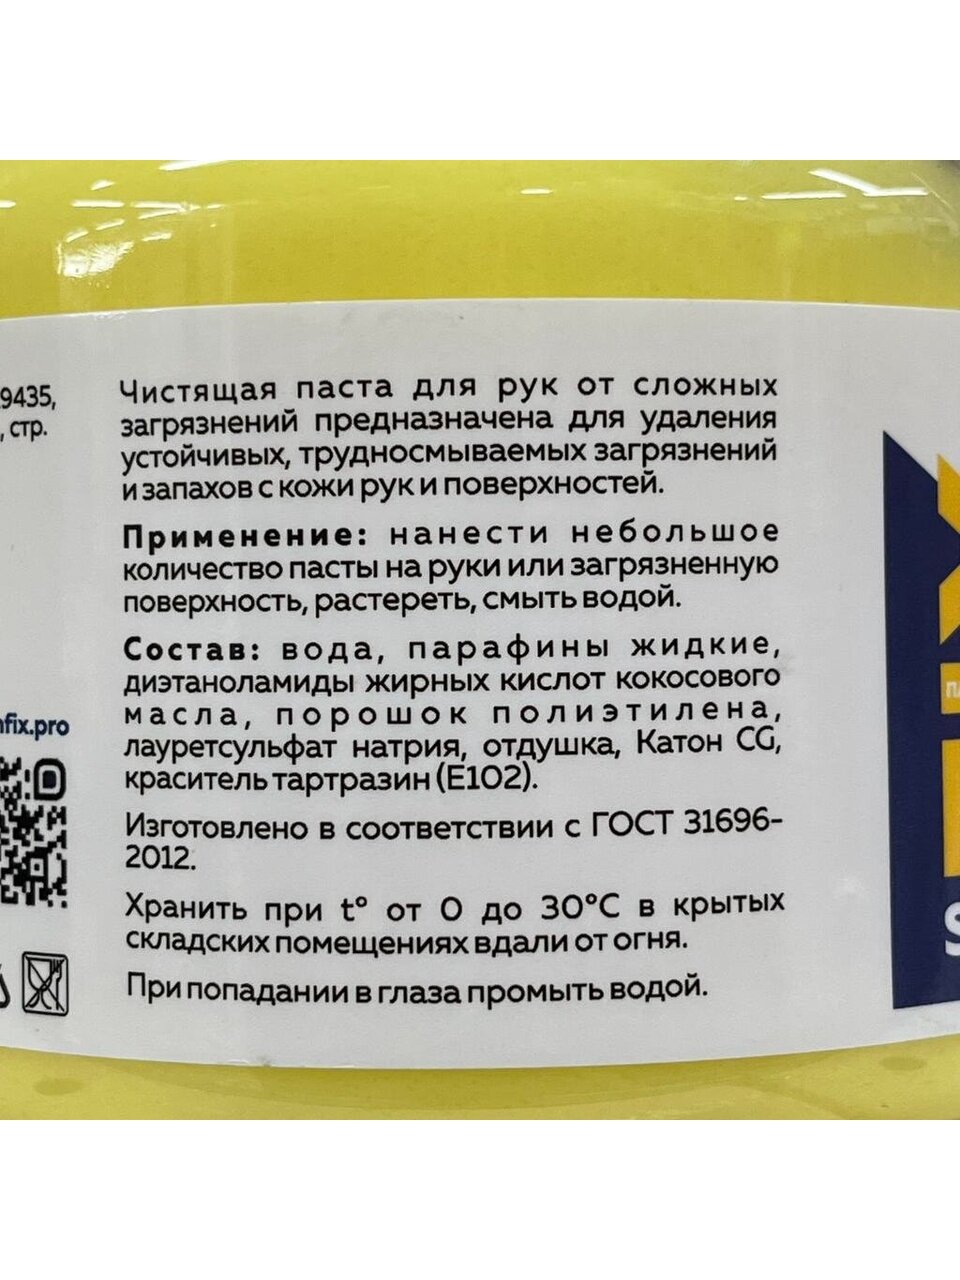 9435,
, стр.
Чистящая паста для рук от сложных
загрязнений предназначена для удаления
устойчивых, трудносмываемых загрязнений
и запахов с кожи рук и поверхностей.
Применение: нанести небольшое
количество пасты на руки или загрязненную
поверхность, растереть, смыть водой.
Состав: вода, парафины жидкие,
диэтаноламиды жирных кислот кокосового
масла, порошок полиэтилена,
лауретсульфат натрия, отдушка, Катон CG,
краситель тартразин (Е102).
Изготовлено в соответствии с ГОСТ 31696-
2012.
Хранить при t° от 0 до 30°С в крытых
складских помещениях вдали от огня.
При попадании в глаза промыть водой.
fix.pro